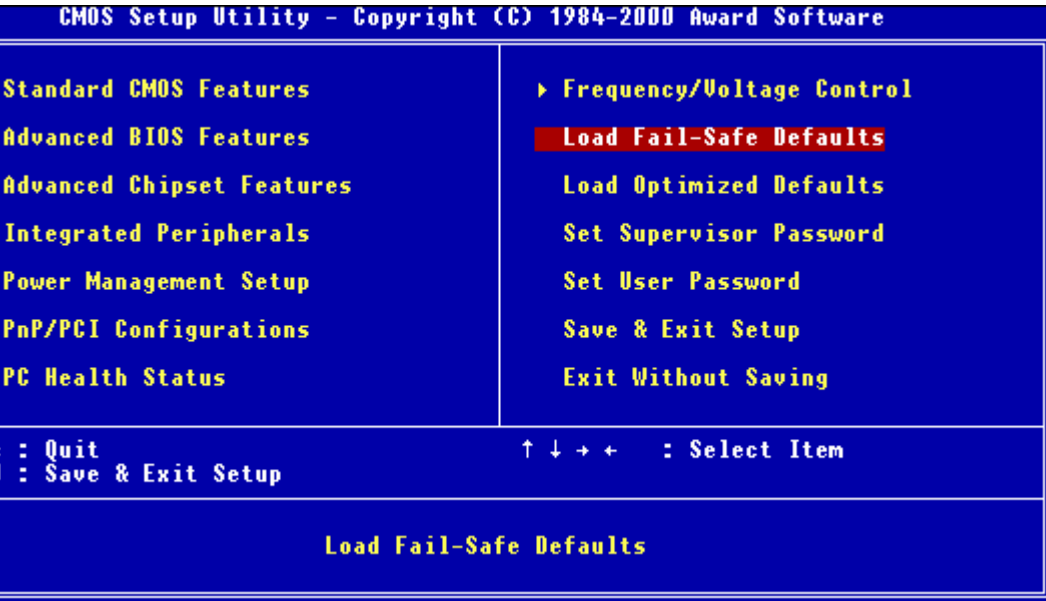 CMOS Setup Utility - Copyright (C) 1984-2000 Award Software
Standard CMOS Features
Advanced BIOS Features
Advanced Chipset Features
Integrated Peripherals
Power Management Setup
PnP/PCI Configurations
PC Health Status
Frequency/Voltage Control
Load Fail-Safe Defaults
Load Optimized Defaults
Set Supervisor Password
Set User Password
Save & Exit Setup
Exit Without Saving
: Quit
: Save & Exit Setup
↑ ↓ → ← : Select Item
Load Fail-Safe Defaults